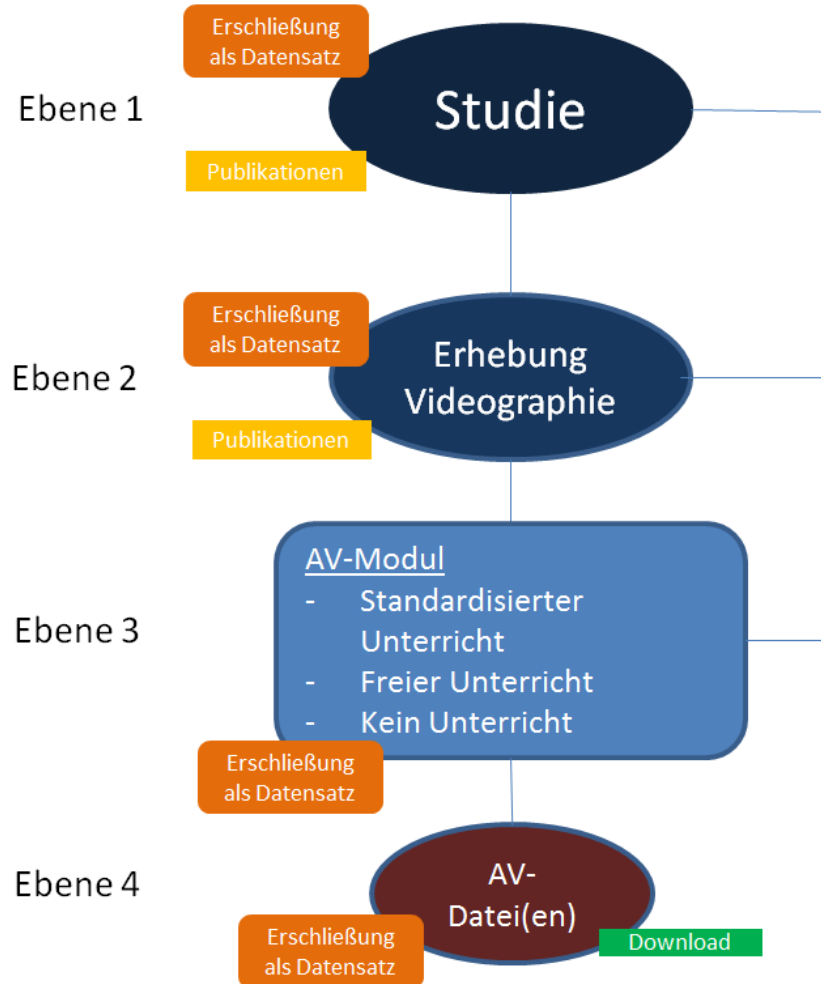 Erschließung
als Datensatz
Ebene 1
Studie
Publikationen
Erschließung
als Datensatz
Ebene 2
Erhebung
Videographie
Publikationen
AV-Modul
- Standardisierter
Unterricht
- Freier Unterricht
- Kein Unterricht
Ebene 3
Erschließung
als Datensatz
Ebene 4
AV-
Datei(en)
Erschließung
als Datensatz
Download